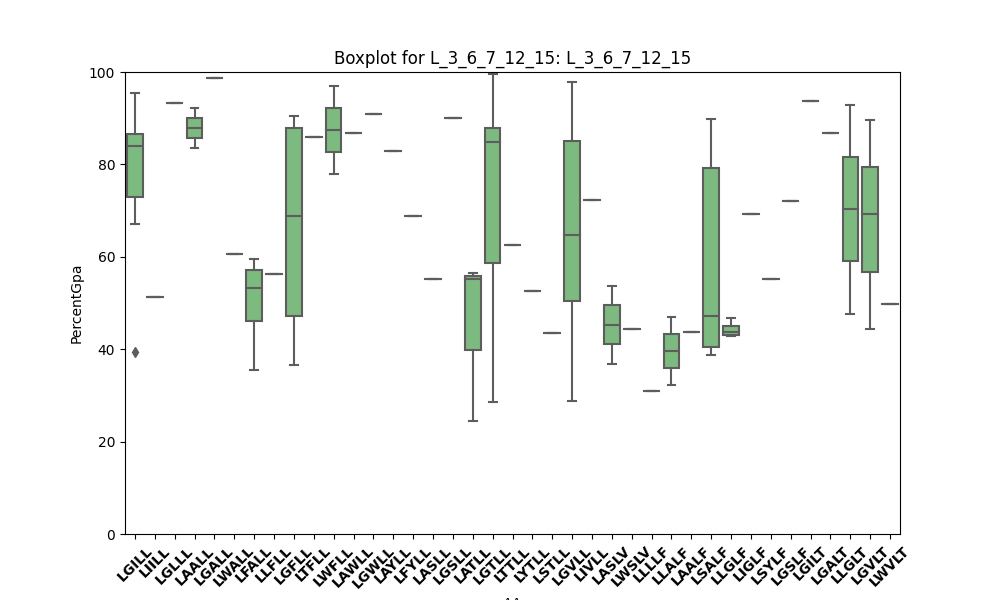 Boxplot for L_3_6_7_12_15: L_3_6_7_12_15
100
80
60
40
20
0
PercentGpa
LGILL
LIILL
LGLLL
LAALL
LGALL
LWALL
LFALL
LLFLL
LGFLL
LTFLL
LWFLL
LAWLL
LGWLL
LAYLL
LFYLL
LASLL
LGSLL
LATLL
LGTLL
LTTLL
LYTLL
LSTLL
LGVLL
LIVLL
LASLV
LWSLV
LLLLF
LLALF
LAALF
LSALF
LLGLF
LIGLF
LSYLF
LGSLF
LGILT
LGALT
LLGLT
LGVLT
LWVLT